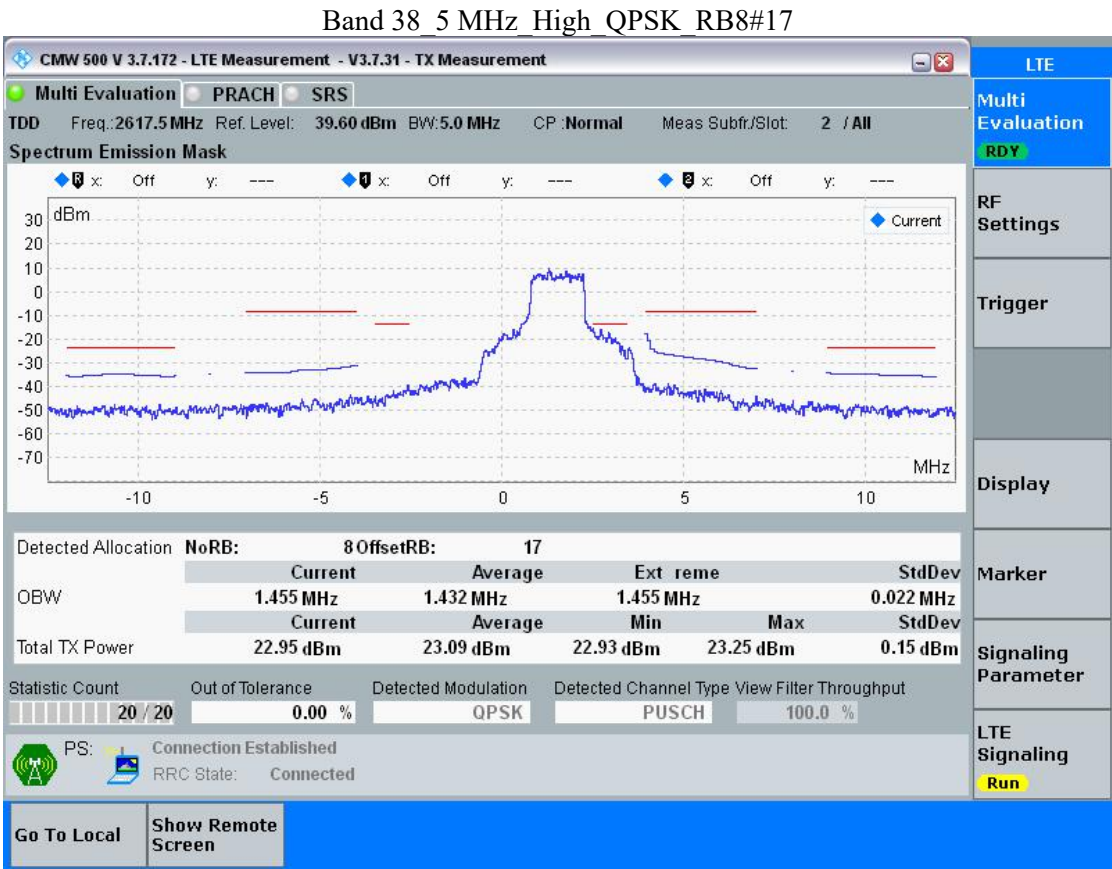 Band 38_5 MHz_High_QPSK_RB8#17
CMW 500 V 3.7.172 - LTE Measurement - V3.7.31 - TX Measurement
LTE
Multi Evaluation PRACH SRS
Multi Evaluation
RDY
TDD Freq.:2617.5 MHz Ref. Level: 39.60 dBm BW:5.0 MHz CP :Normal Meas Subfr./Slot: 2 / All
Spectrum Emission Mask
R x: Off y: --- 1 x: Off y: --- 2 x: Off y: ---
dBm
Current
30
20
10
0
-10
-20
-30
-40
-50
-60
-70
MHz
-10 -5 0 5 10
RF Settings
Trigger
Display
Marker
Signaling Parameter
LTE Signaling
Run
Detected Allocation NoRB: 8 OffsetRB: 17
Current Average Ext reme StdDev
OBW 1.455 MHz 1.432 MHz 1.455 MHz 0.022 MHz
Current Average Min Max StdDev
Total TX Power 22.95 dBm 23.09 dBm 22.93 dBm 23.25 dBm 0.15 dBm
Statistic Count Out of Tolerance Detected Modulation Detected Channel Type View Filter Throughput
20 / 20 0.00 % QPSK PUSCH 100.0 %
PS: Connection Established
RRC State: Connected
Go To Local
Show Remote Screen